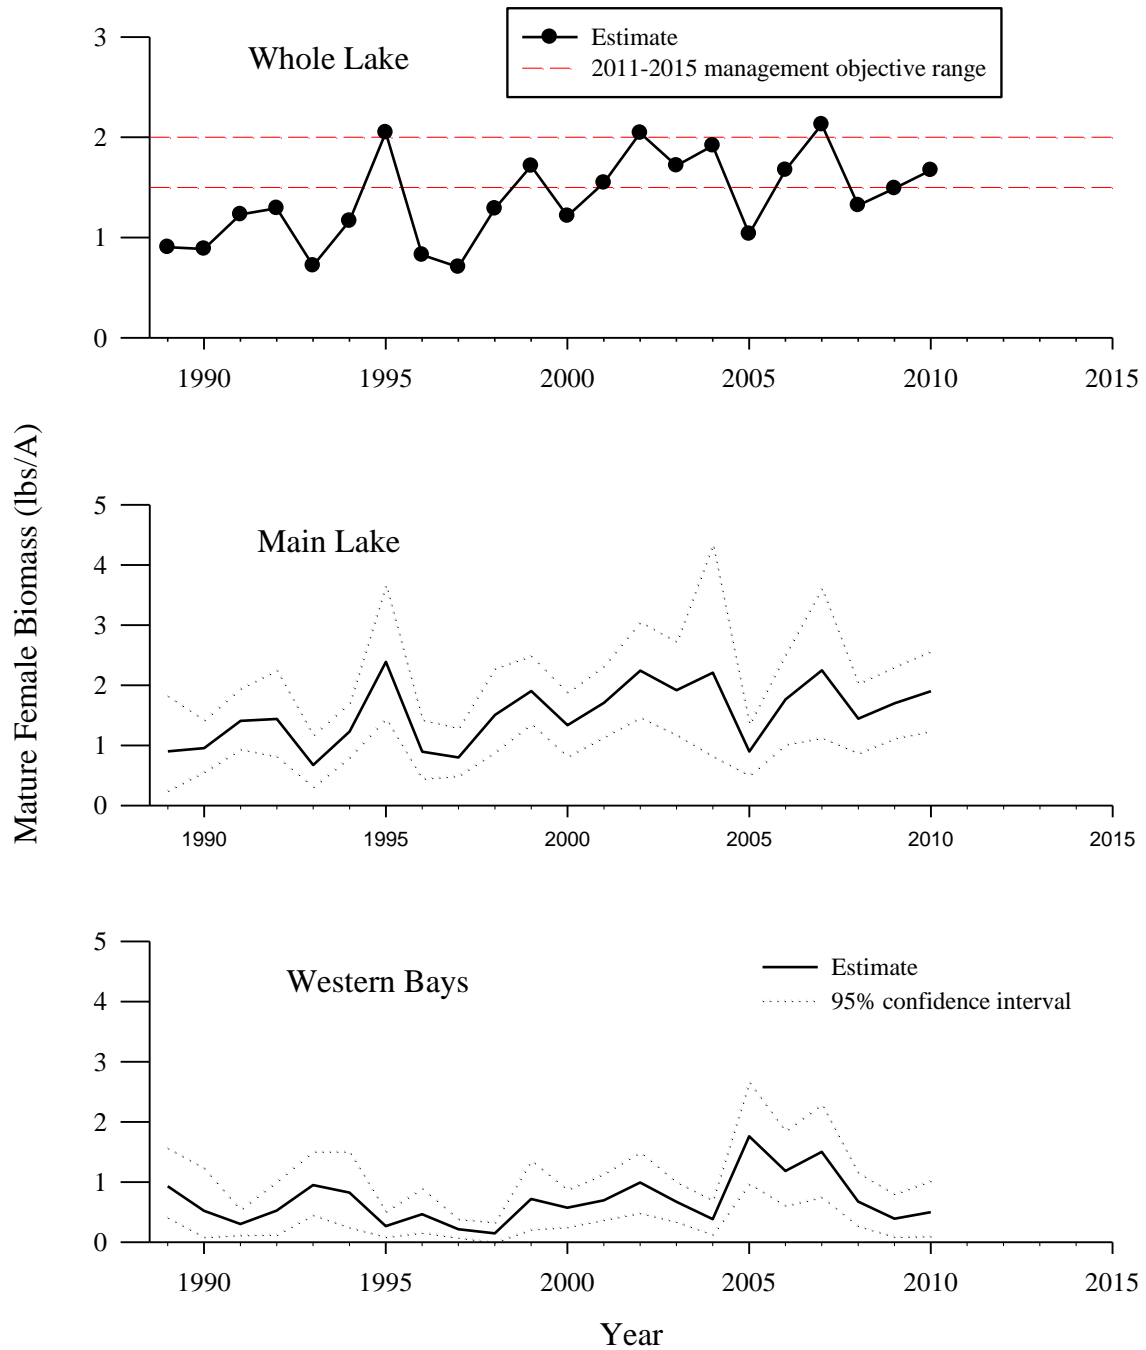 Estimate
2011-2015 management objective range
Whole Lake
3
2
1
0
1990 1995 2000 2005 2010 2015
Mature Female Biomass (lbs/A)
Main Lake
5
4
3
2
1
0
1990 1995 2000 2005 2010 2015
Western Bays
Estimate
95% confidence interval
5
4
3
2
1
0
1990 1995 2000 2005 2010 2015
Year